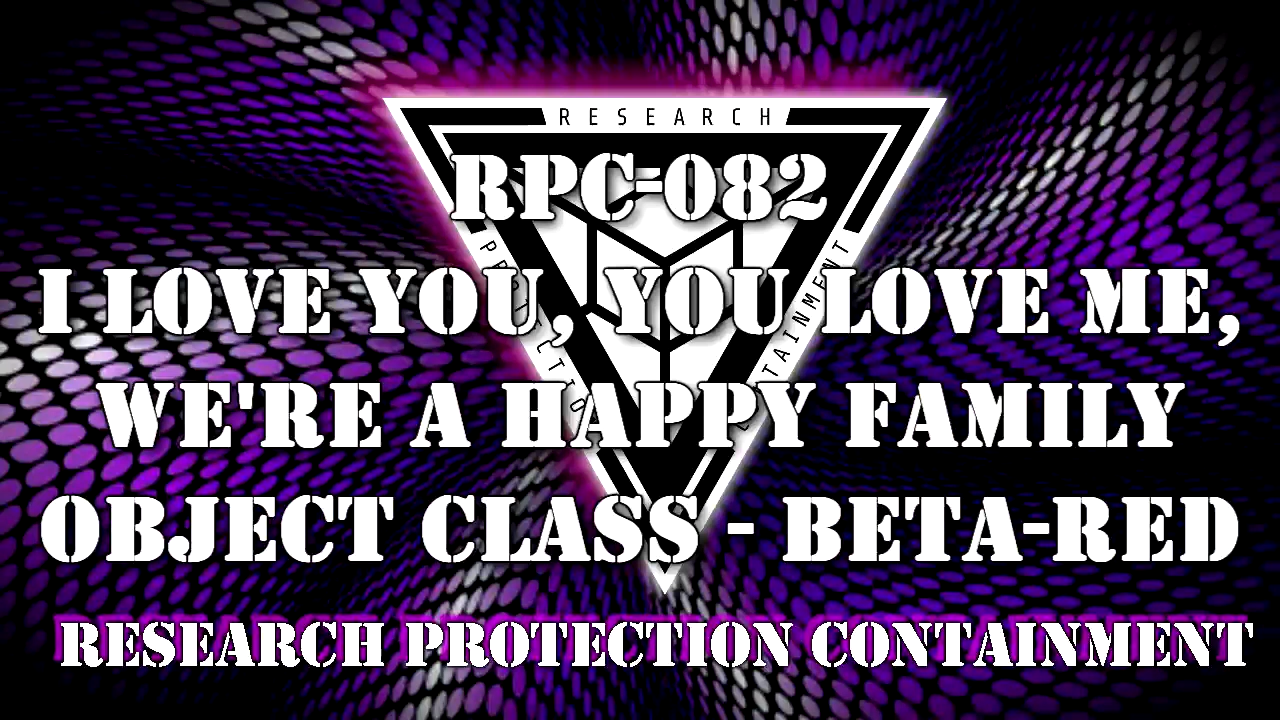 RESEARCH
RPC-082
I LOVE YOU, YOU LOVE ME,
WE'RE A HAPPY FAMILY
OBJECT CLASS - BETA-RED
RESEARCH PROTECTION CONTAINMENT